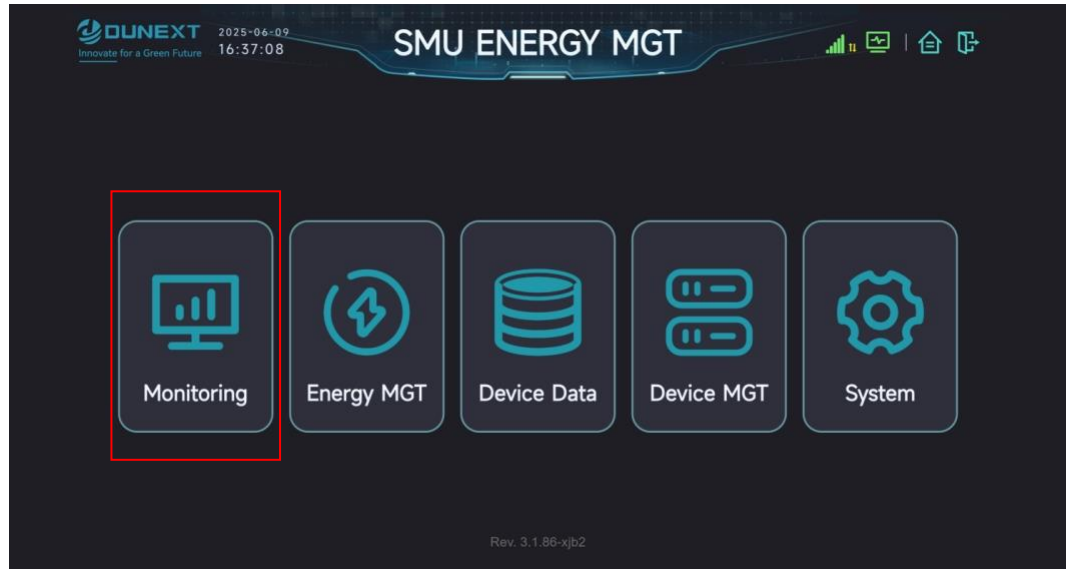 DUNEXT
Innovate for a Green Future
2025-06-09
16:37:08
SMU ENERGY MGT
Monitoring
Energy MGT
Device Data
Device MGT
System
Rev. 3.1.86-xjb2